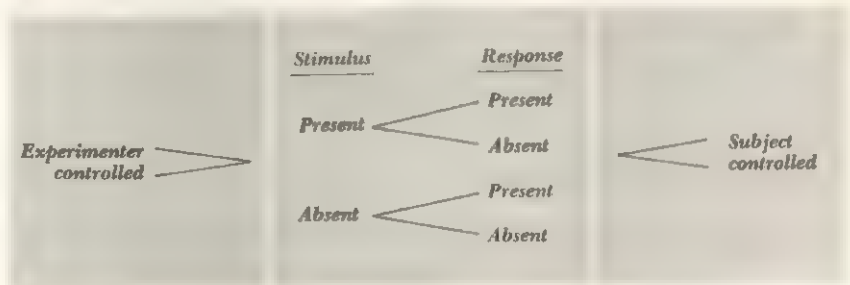 Stimulus
Response
Present
Present
Absent
Experimenter
controlled
Subject
controlled
Absent
Present
Absent